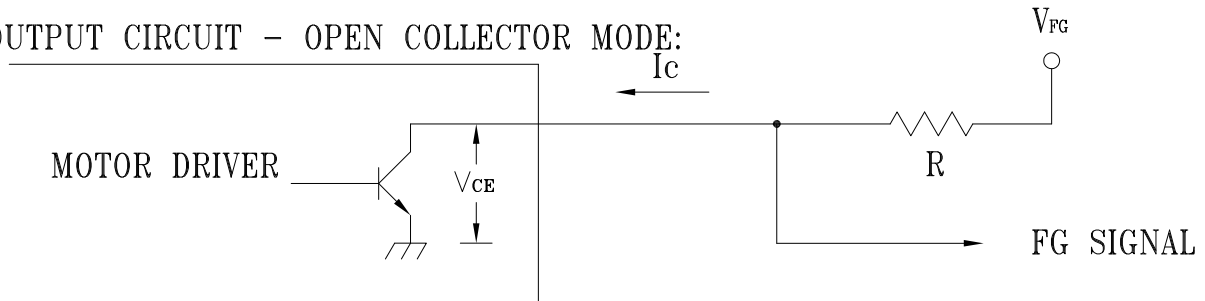 OUTPUT CIRCUIT - OPEN COLLECTOR MODE:
VFG
Ic
MOTOR DRIVER
VCE
R
FG SIGNAL